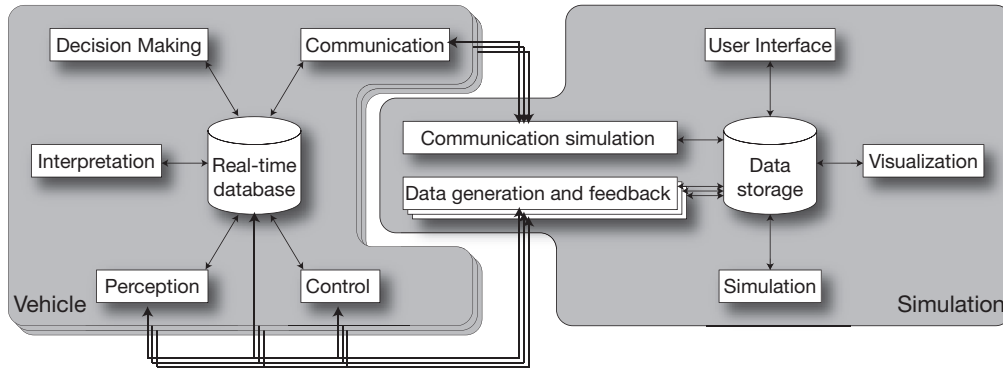 Decision Making
Communication
User Interface
Communication simulation
Interpretation
Real-time
database
Data generation and feedback
Data
storage
Visualization
Perception
Control
Simulation
Vehicle
Simulation